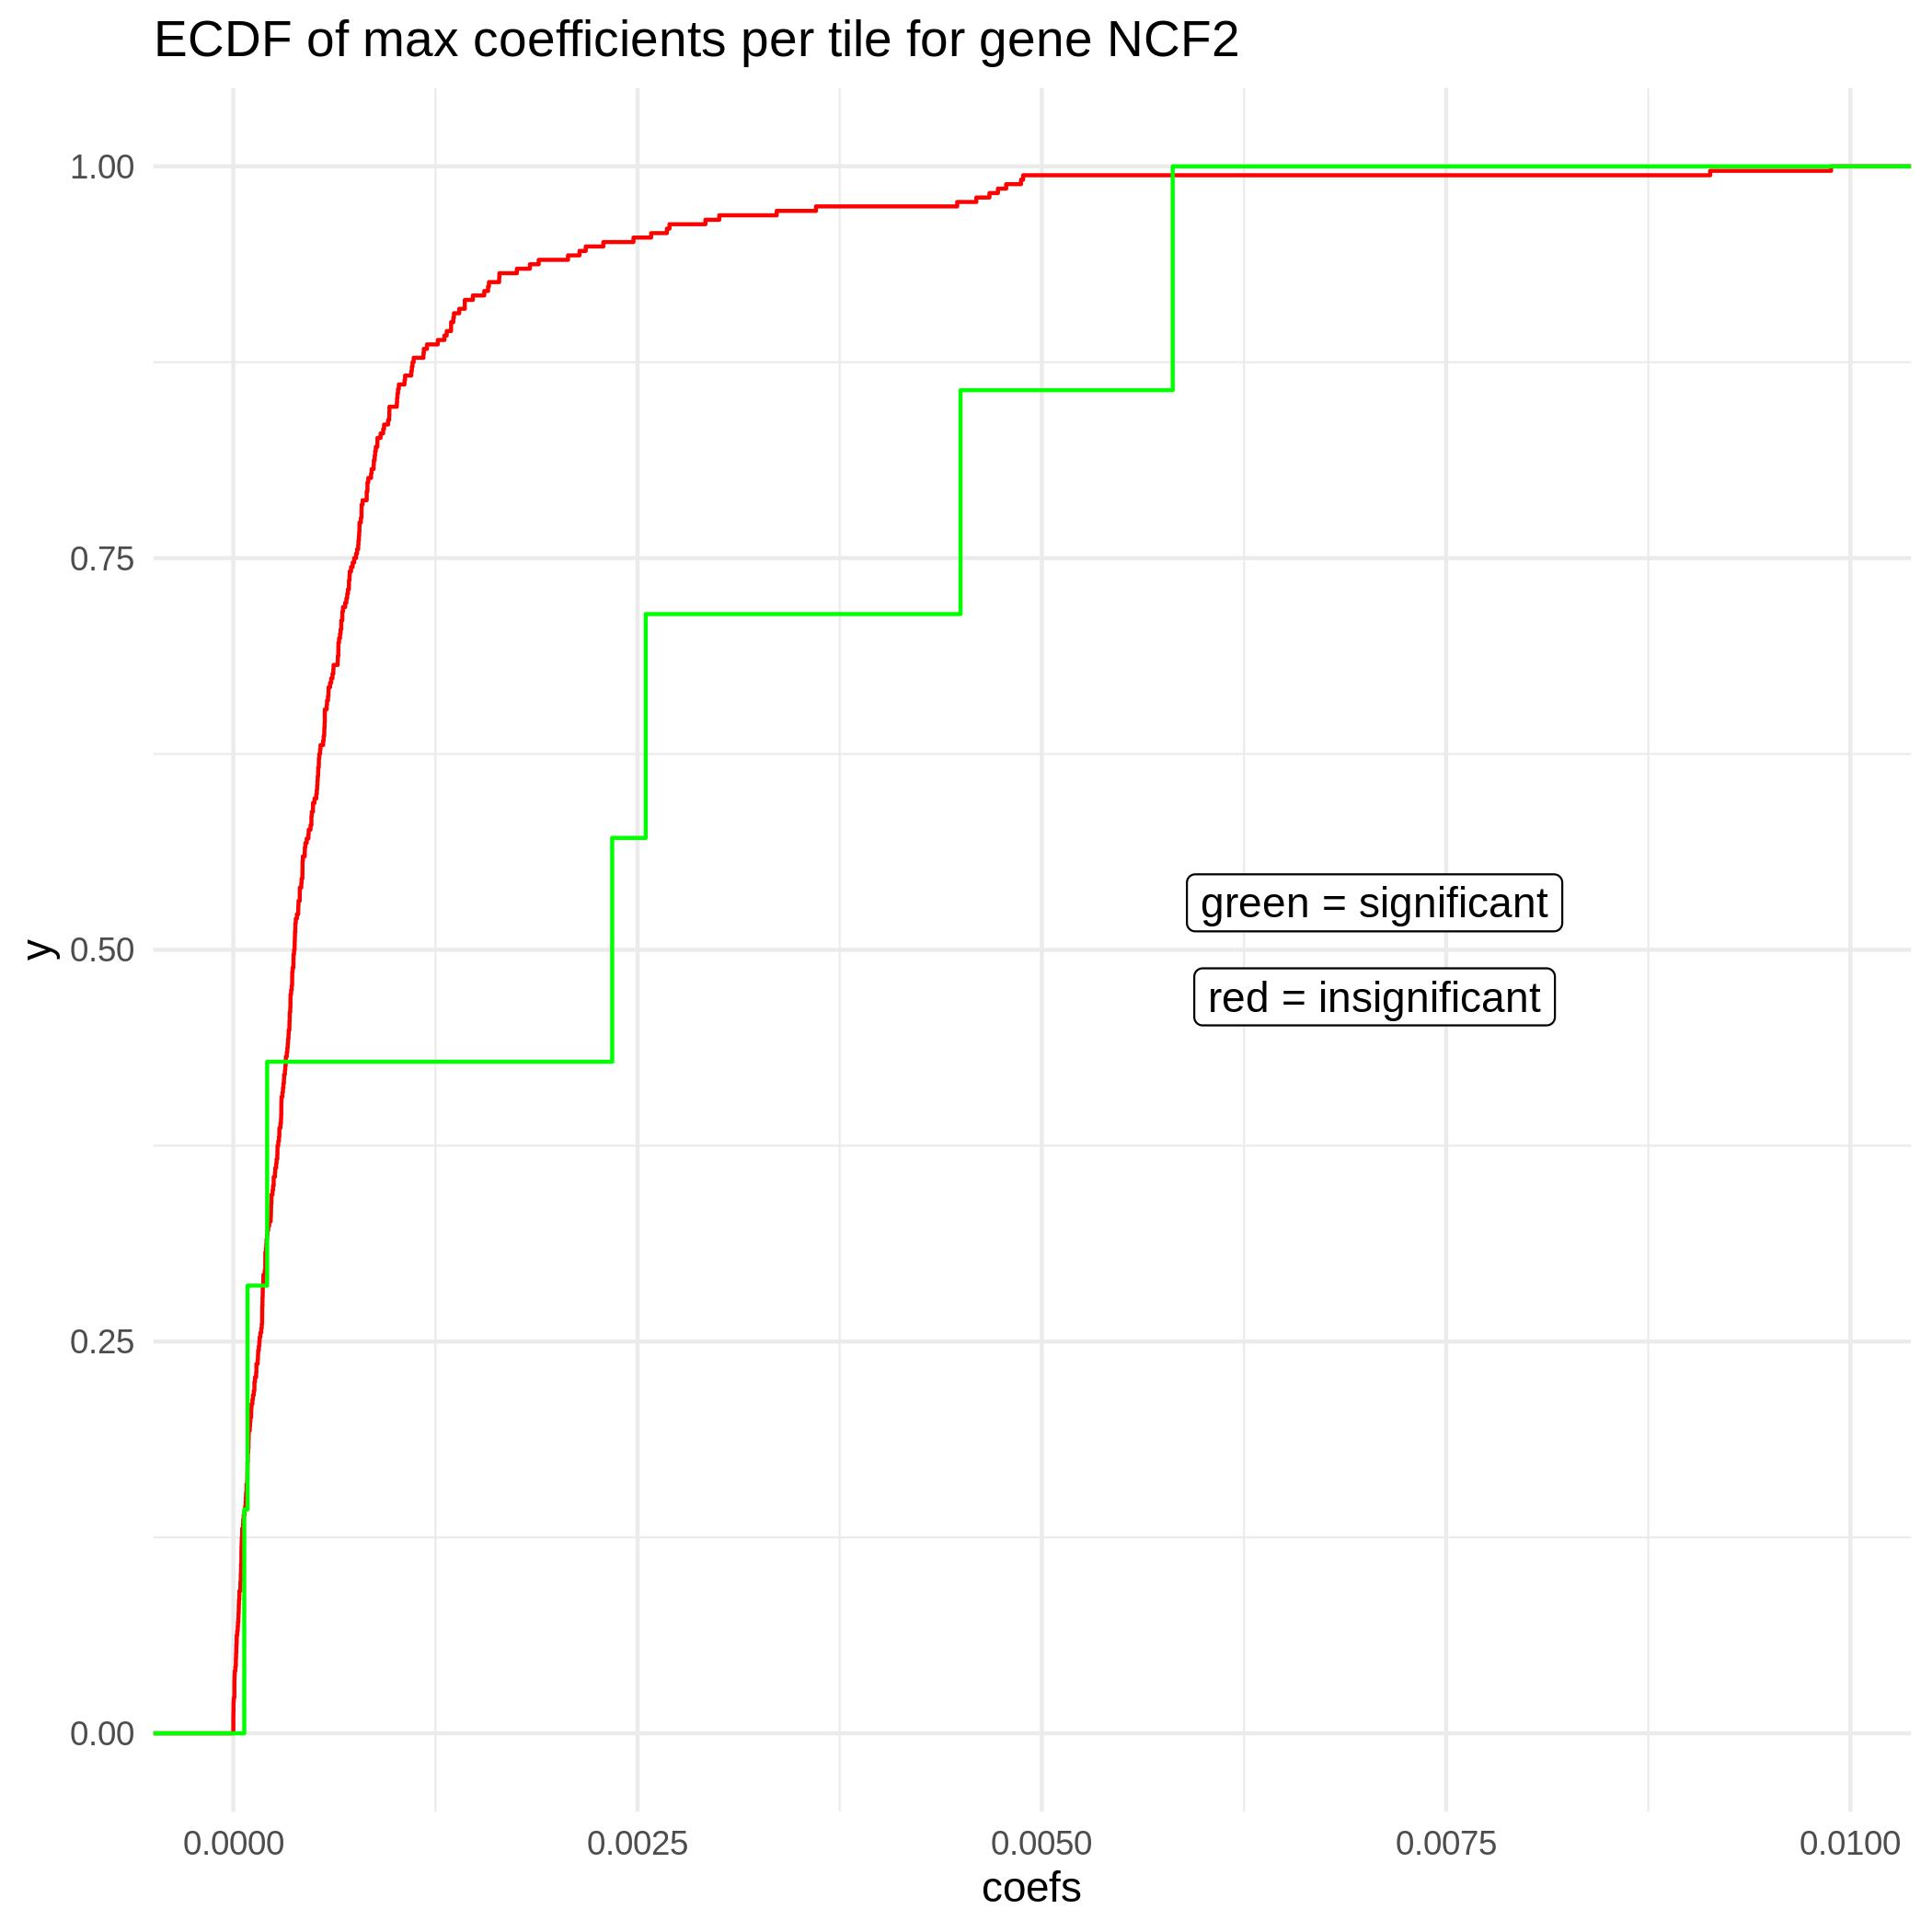 ECDF of max coefficients per tile for gene NCF2
1.00
0.75
0.50
0.25
0.00
y
green = significant
red = insignificant
0.0000 0.0025 0.0050 0.0075 0.0100
coefs